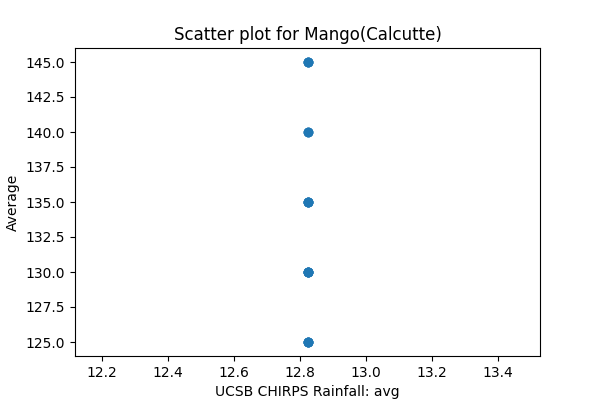 Scatter plot for Mango(Calcutte)
145.0
142.5
140.0
137.5
135.0
132.5
130.0
127.5
125.0
Average
12.2 12.4 12.6 12.8 13.0 13.2 13.4
UCSB CHIRPS Rainfall: avg